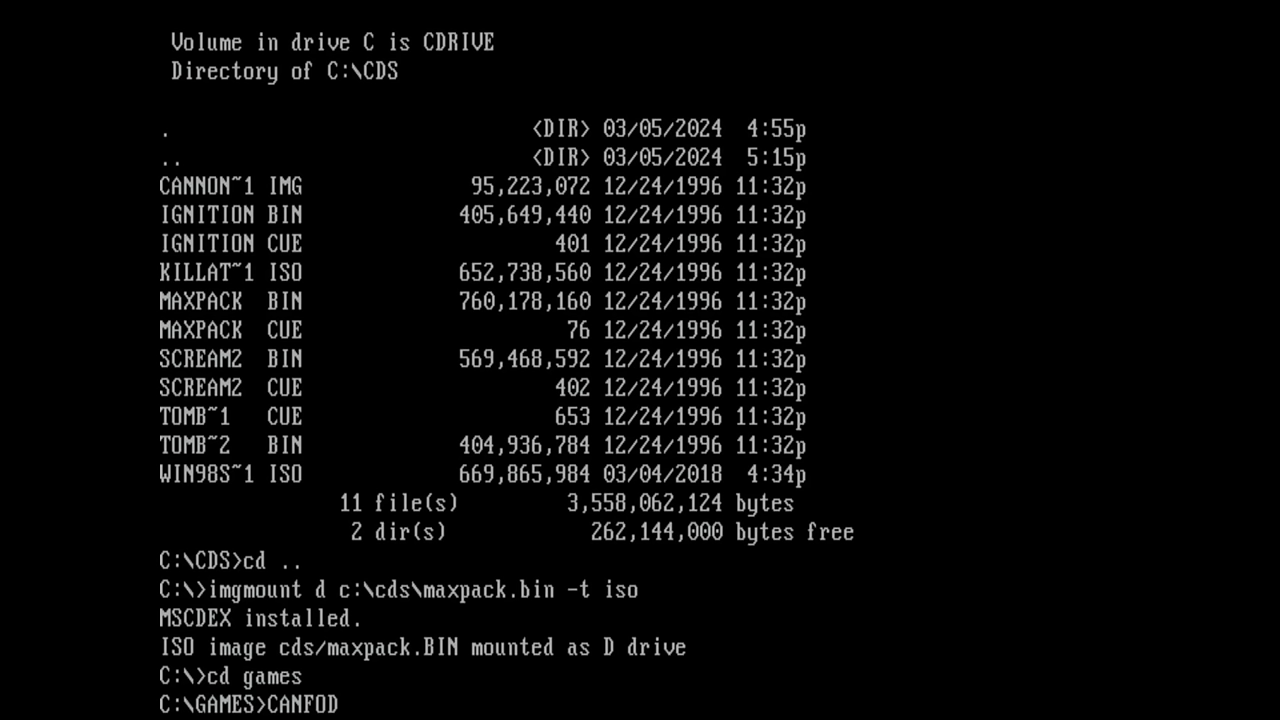 Volume in drive C is CDRIVE
Directory of C:\CDS
. <DIR> 03/05/2024 4:55p
.. <DIR> 03/05/2024 5:15p
CANNON~1 IMG 95,223,072 12/24/1996 11:32p
IGNITION BIN 405,649,440 12/24/1996 11:32p
IGNITION CUE 401 12/24/1996 11:32p
KILLAT~1 ISO 652,738,560 12/24/1996 11:32p
MAXPACK BIN 760,178,160 12/24/1996 11:32p
MAXPACK CUE 76 12/24/1996 11:32p
SCREAM2 BIN 569,468,592 12/24/1996 11:32p
SCREAM2 CUE 402 12/24/1996 11:32p
TOMB~1 CUE 653 12/24/1996 11:32p
TOMB~2 BIN 404,936,784 12/24/1996 11:32p
WIN98S~1 ISO 669,865,984 03/04/2018 4:34p
11 file(s) 3,558,062,124 bytes
2 dir(s) 262,144,000 bytes free
C:\CDS>cd ..
C:\>imgmount d c:\cds\maxpack.bin -t iso
MSCDEX installed.
ISO image cds/maxpack.BIN mounted as D drive
C:\>cd games
C:\GAMES>CANFOD